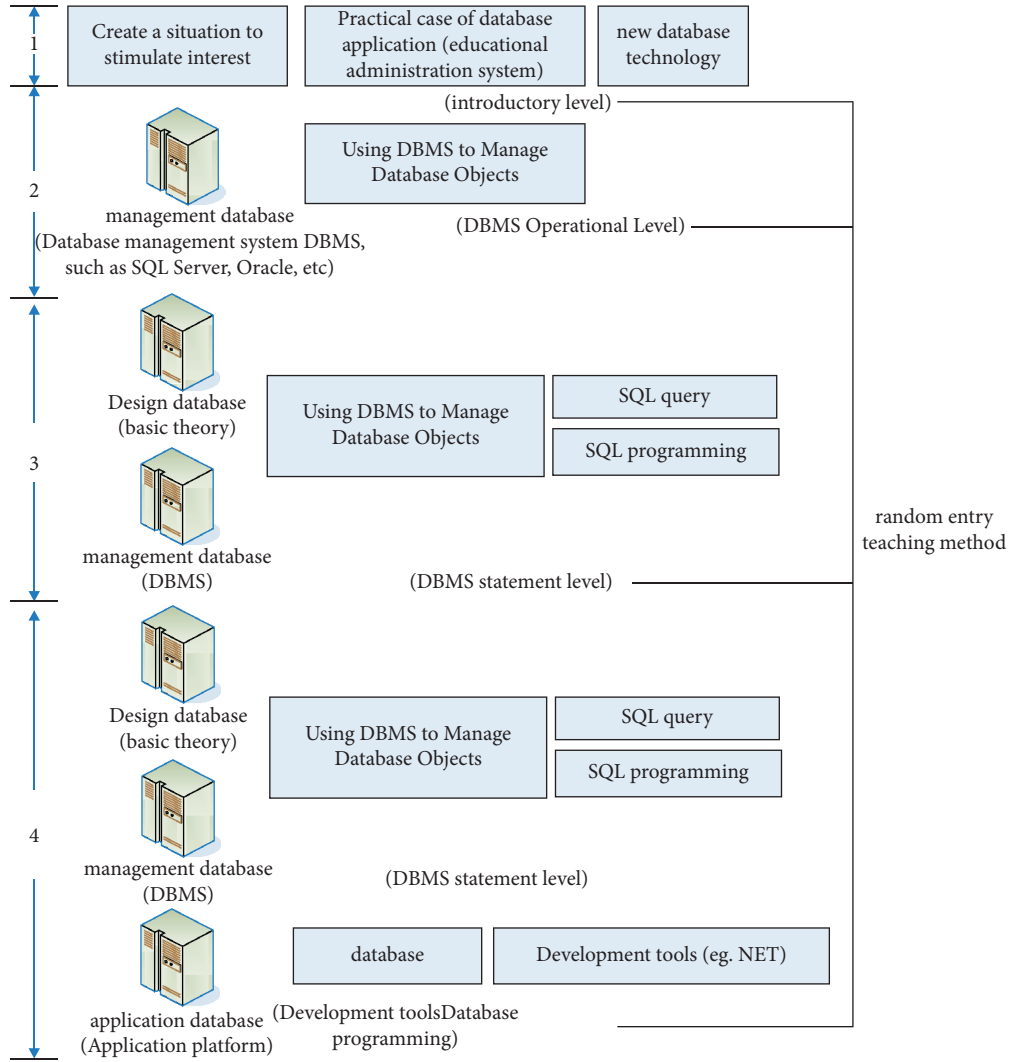 1
Create a situation to
stimulate interest
Practical case of database
application (educational
administration system)
new database
technology
(introductory level)
2
management database
(Database management system DBMS,
such as SQL Server, Oracle, etc)
Using DBMS to Manage
Database Objects
(DBMS Operational Level)
3
Design database
(basic theory)
Using DBMS to Manage
Database Objects
SQL query
SQL programming
management database
(DBMS)
(DBMS statement level)
random entry
teaching method
4
Design database
(basic theory)
Using DBMS to Manage
Database Objects
SQL query
SQL programming
management database
(DBMS)
(DBMS statement level)
application database
(Application platform)
database
Development tools (eg. NET)
(Development toolsDatabase
programming)